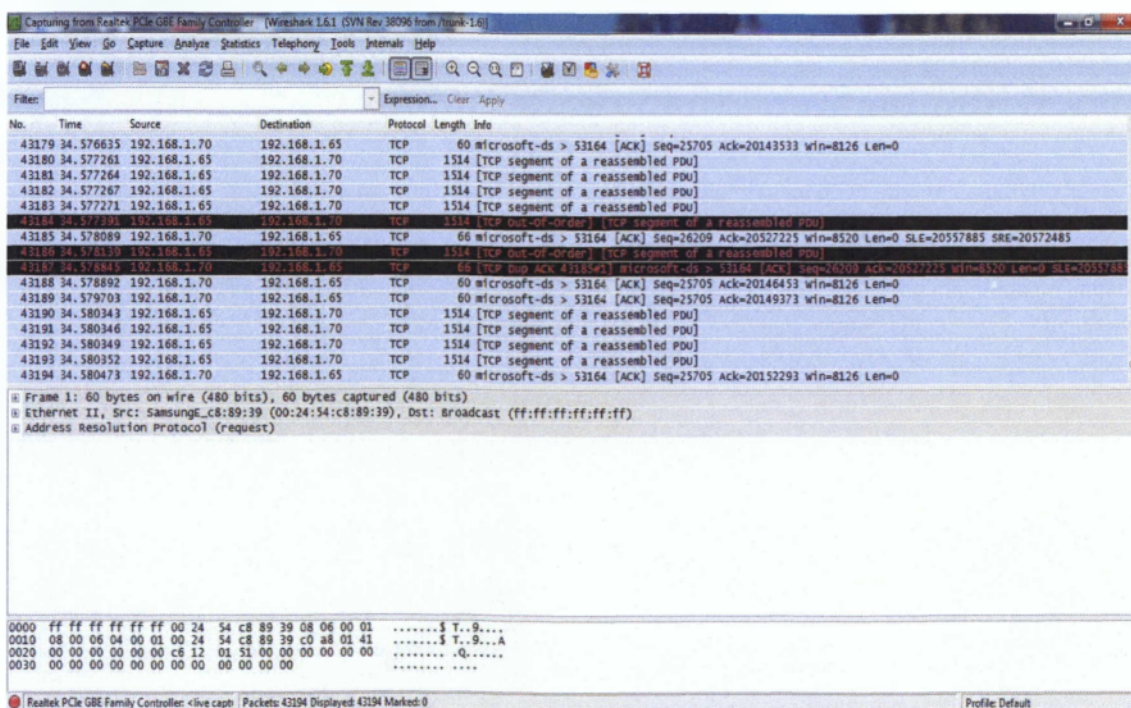 Capturing from Realtek PCIe GBE Family Controller [Wireshark 1.6.1 (SVN Rev 38096 from /trunk-1.6)]
File Edit View Go Capture Analyze Statistics Telephony Tools Internals Help
Filter: Expression... Clear Apply
No. Time Source Destination Protocol Length Info
43179 34.576635 192.168.1.70 192.168.1.65 TCP 60 microsoft-ds > 53164 [ACK] Seq=25705 Ack=20143533 Win=8126 Len=0
43180 34.577261 192.168.1.65 192.168.1.70 TCP 1514 [TCP segment of a reassembled PDU]
43181 34.577264 192.168.1.65 192.168.1.70 TCP 1514 [TCP segment of a reassembled PDU]
43182 34.577267 192.168.1.65 192.168.1.70 TCP 1514 [TCP segment of a reassembled PDU]
43183 34.577271 192.168.1.65 192.168.1.70 TCP 1514 [TCP segment of a reassembled PDU]
43184 34.577391 192.168.1.65 192.168.1.70 TCP 1514 [TCP Out-Of-Order] [TCP segment of a reassembled PDU]
43185 34.578089 192.168.1.70 192.168.1.65 TCP 66 microsoft-ds > 53164 [ACK] Seq=26209 Ack=20527225 Win=8520 Len=0 SLE=20557885 SRE=20572485
43186 34.578139 192.168.1.65 192.168.1.70 TCP 1514 [TCP Out-Of-Order] [TCP segment of a reassembled PDU]
43187 34.578845 192.168.1.70 192.168.1.65 TCP 66 [TCP Dup ACK 43185#1] microsoft-ds > 53164 [ACK] Seq=26209 Ack=20527225 Win=8520 Len=0
43188 34.578892 192.168.1.70 192.168.1.65 TCP 60 microsoft-ds > 53164 [ACK] Seq=25705 Ack=20146453 Win=8126 Len=0
43189 34.579703 192.168.1.70 192.168.1.65 TCP 60 microsoft-ds > 53164 [ACK] Seq=25705 Ack=20149373 Win=8126 Len=0
43190 34.580343 192.168.1.65 192.168.1.70 TCP 1514 [TCP segment of a reassembled PDU]
43191 34.580346 192.168.1.65 192.168.1.70 TCP 1514 [TCP segment of a reassembled PDU]
43192 34.580349 192.168.1.65 192.168.1.70 TCP 1514 [TCP segment of a reassembled PDU]
43193 34.580352 192.168.1.65 192.168.1.70 TCP 1514 [TCP segment of a reassembled PDU]
43194 34.580473 192.168.1.70 192.168.1.65 TCP 60 microsoft-ds > 53164 [ACK] Seq=25705 Ack=20152293 Win=8126 Len=0
Frame 1: 60 bytes on wire (480 bits), 60 bytes captured (480 bits)
Ethernet II, Src: SamsungE_c8:89:39 (00:24:54:c8:89:39), Dst: Broadcast (ff:ff:ff:ff:ff:ff)
Address Resolution Protocol (request)
0000 ff ff ff ff ff ff 00 24 54 c8 89 39 08 06 00 01 .......$ T..9....
0010 08 00 06 04 00 01 00 24 54 c8 89 39 c0 a8 01 41 .......$ T..9...A
0020 00 00 00 00 00 00 c6 12 01 51 00 00 00 00 00 00 ........ .Q......
0030 00 00 00 00 00 00 00 00 00 00 00 00 ........ ....
Realtek PCIe GBE Family Controller: <live capt Packets: 43194 Displayed: 43194 Marked: 0 Profile: Default